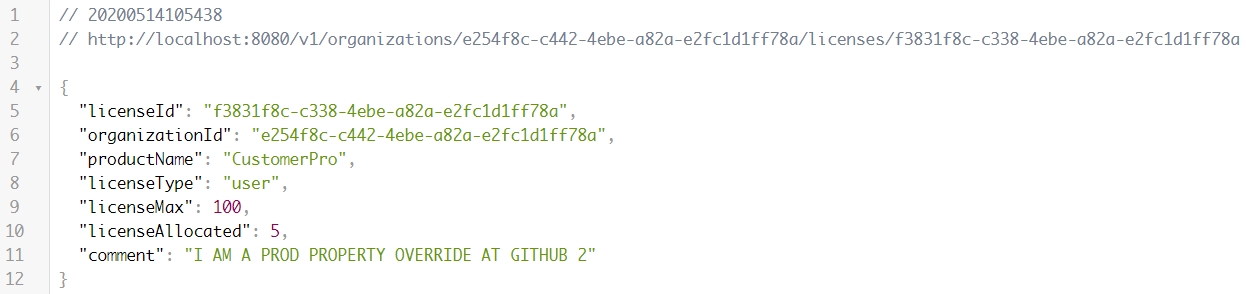 1 // 20200514105438
2 // http://localhost:8080/v1/organizations/e254f8c-c442-4ebe-a82a-e2fc1d1ff78a/licenses/f3831f8c-c338-4ebe-a82a-e2fc1d1ff78a
3
4 {
5 "licenseId": "f3831f8c-c338-4ebe-a82a-e2fc1d1ff78a",
6 "organizationId": "e254f8c-c442-4ebe-a82a-e2fc1d1ff78a",
7 "productName": "CustomerPro",
8 "licenseType": "user",
9 "licenseMax": 100,
10 "licenseAllocated": 5,
11 "comment": "I AM A PROD PROPERTY OVERRIDE AT GITHUB 2"
12 }